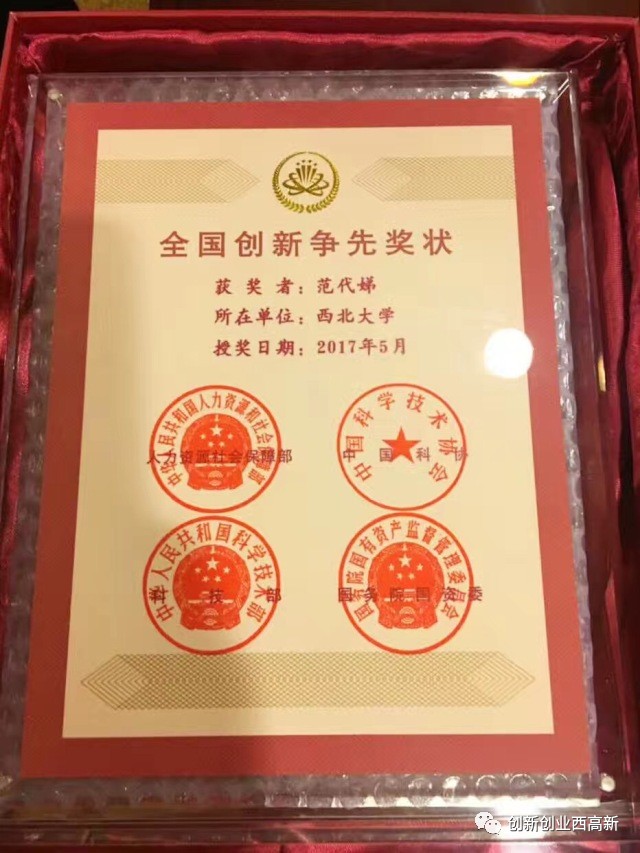 全国创新争先奖状
获奖者：范代娣
所在单位：西北大学
授奖日期：2017年5月
中华人民共和国人力资源和社会保障部
人力资源社会保障部
中国科学技术协会
中国科协
中华人民共和国科学技术部
科技部
国务院国有资产监督管理委员会
国务院国资委
创新创业西高新